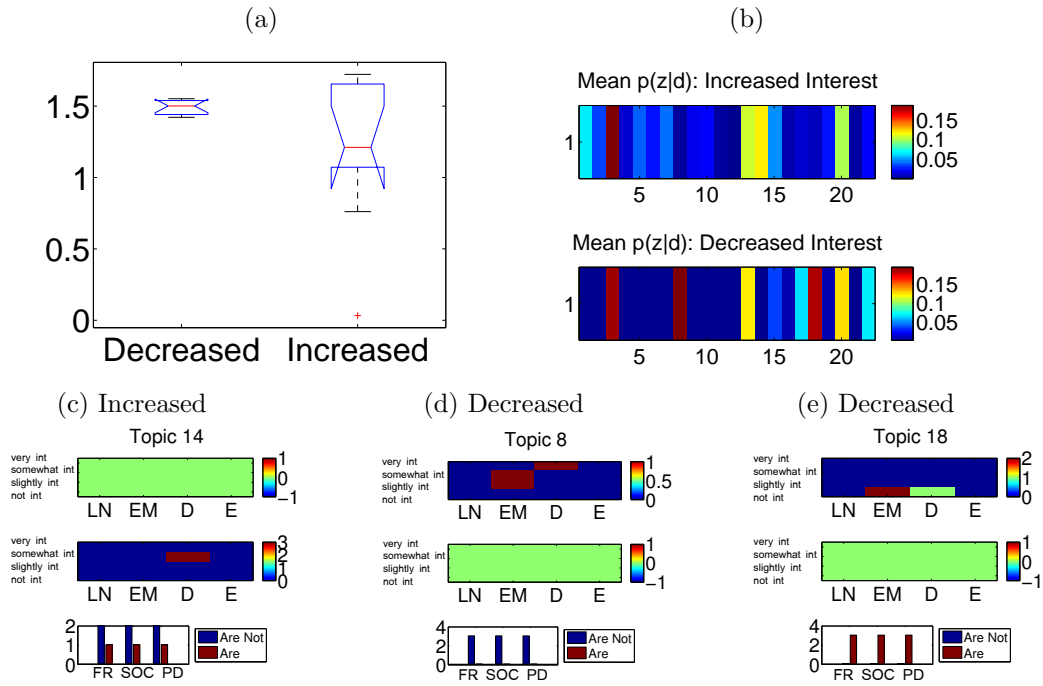 (a)
1.5
1
0.5
0
Decreased Increased
(b)
Mean p(z|d): Increased Interest
1
5 10 15 20
0.15
0.1
0.05
Mean p(z|d): Decreased Interest
1
5 10 15 20
0.15
0.1
0.05
(c) Increased
Topic 14
very int
somewhat int
slightly int
not int
LN EM D E
1
0
−1
very int
somewhat int
slightly int
not int
LN EM D E
3
2
1
0
2
1
0
FR SOC PD
Are Not
Are
(d) Decreased
Topic 8
very int
somewhat int
slightly int
not int
LN EM D E
1
0.5
0
very int
somewhat int
slightly int
not int
LN EM D E
1
0
−1
4
2
0
FR SOC PD
Are Not
Are
(e) Decreased
Topic 18
very int
somewhat int
slightly int
not int
LN EM D E
2
1
0
very int
somewhat int
slightly int
not int
LN EM D E
1
0
−1
4
2
0
FR SOC PD
Are Not
Are